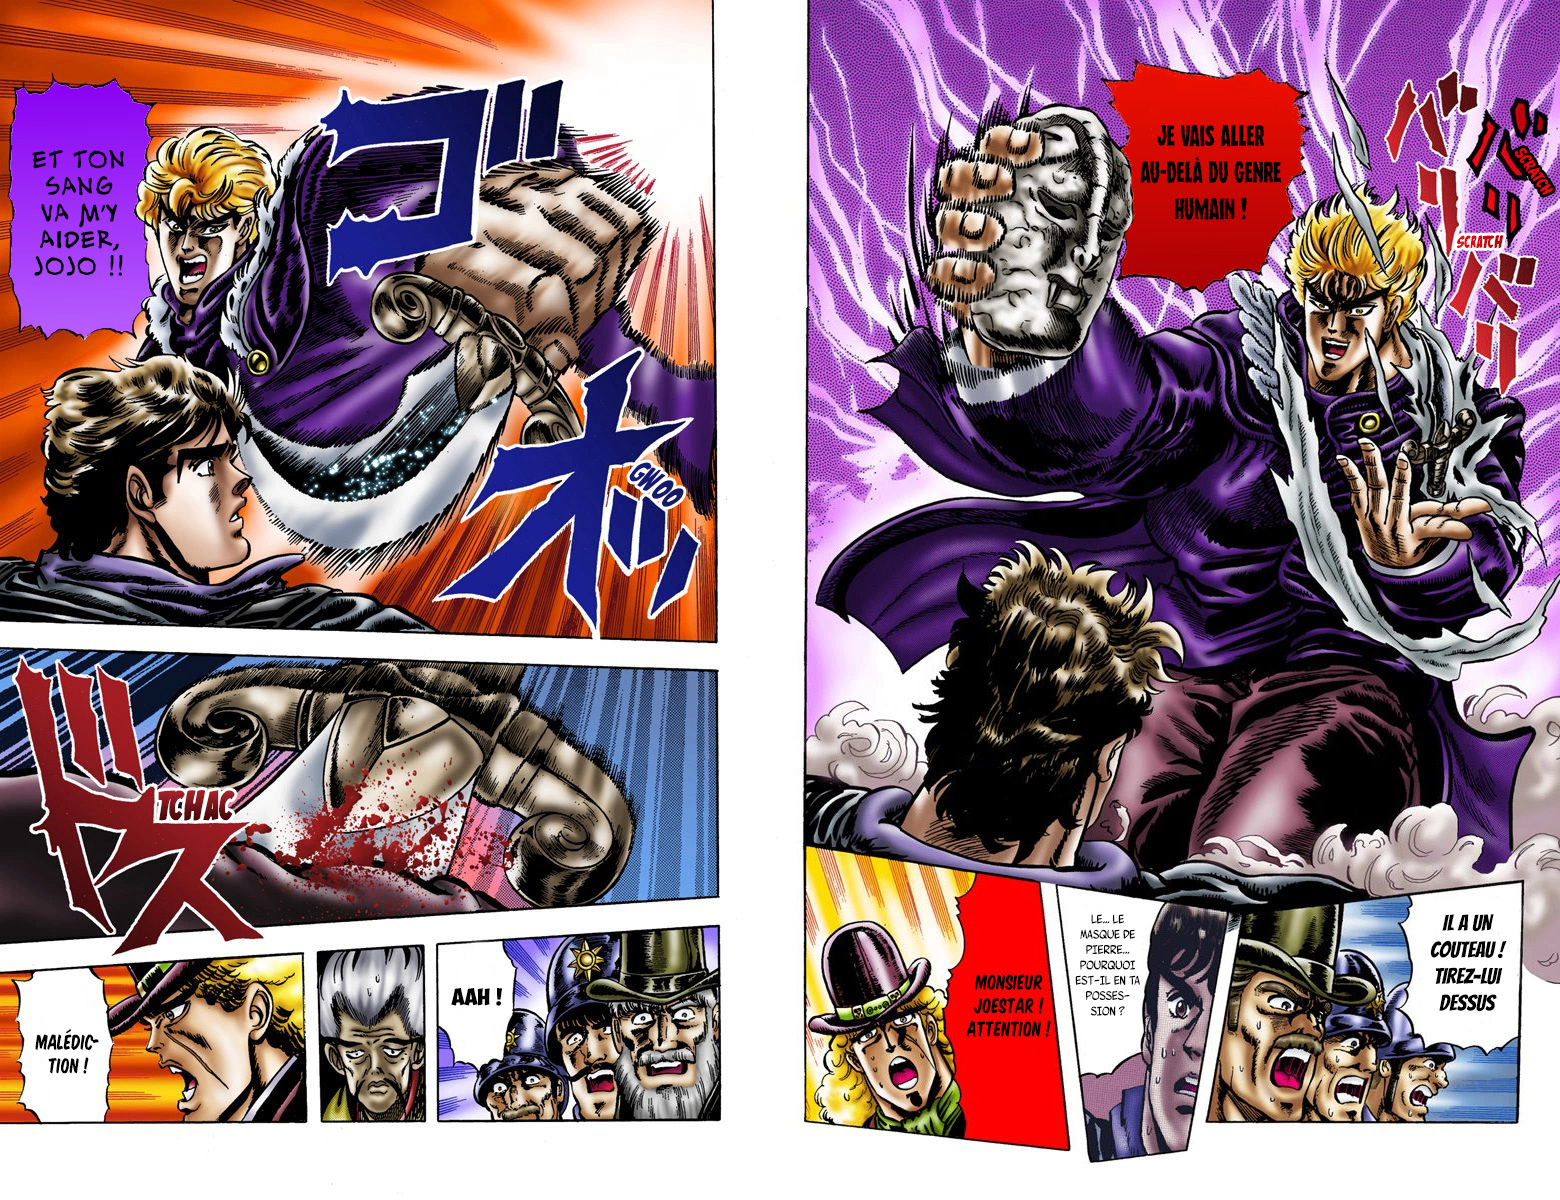 JE VAIS ALLER
AU-DELÀ DU GENRE
HUMAIN !
バリ
バリ
バリ
SCRATCH
SCRATCH
IL A UN
COUTEAU !
TIREZ-LUI
DESSUS
LE... LE
MASQUE DE
PIERRE...
POURQUOI
EST-IL EN TA
POSSES-
SION ?
MONSIEUR
JOESTAR !
ATTENTION !
ET TON
SANG
VA M'Y
AIDER,
JOJO !!
ゴオッ
GWOO
ドス
TCHAC
AAH !
MALÉDIC-
TION !